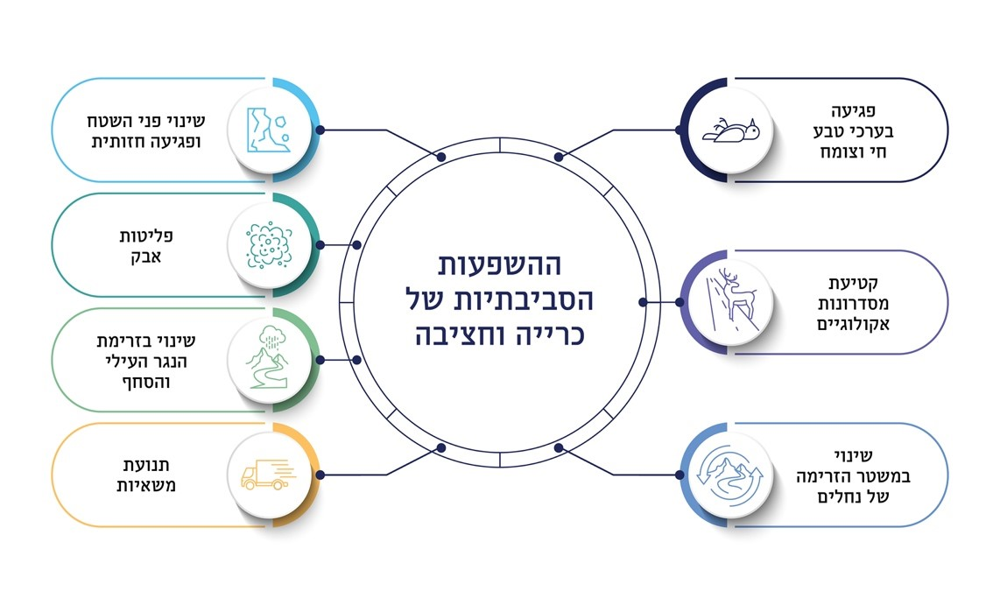 ההשפעות
הסביבתיות של
כרייה וחציבה
פגיעה
בערכי טבע
חי וצומח
קטיעת
מסדרונות
אקולוגיים
שינוי
במשטר הזרימה
של נחלים
שינוי פני השטח
ופגיעה חזותית
פליטות
אבק
שינוי בזרימת
הנגר העילי
והסחף
תנועת
משאיות